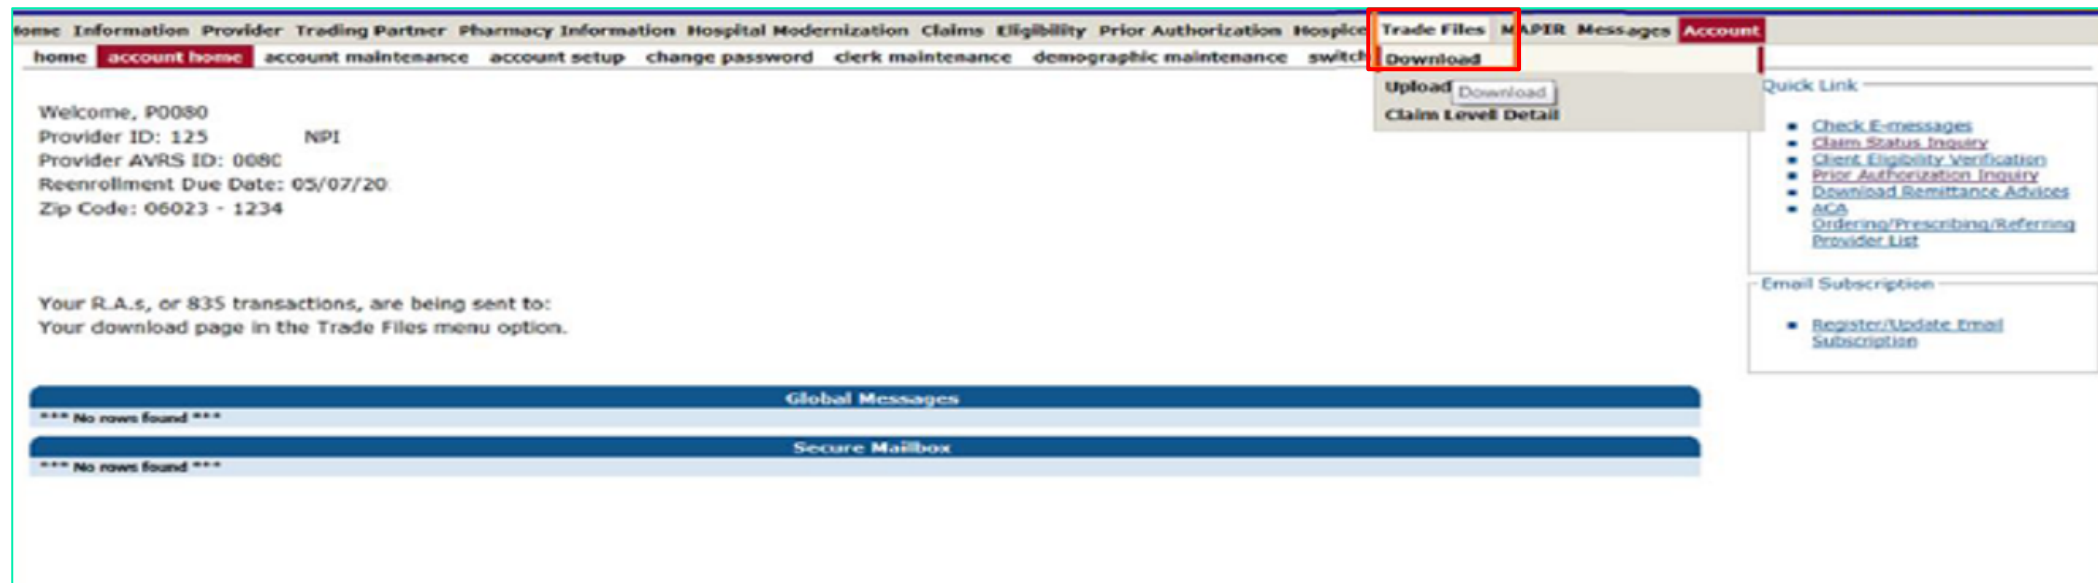 ome Information Provider Trading Partner Pharmacy Information Hospital Modernization Claims Eligibility Prior Authorization Hospice Trade Files MAPIR Messages Account
home account home account maintenance account setup change password clerk maintenance demographic maintenance switch Download
Upload Download
Claim Level Detail
Welcome, P0080
Provider ID: 125 NPI
Provider AVRS ID: 0080
Reenrollment Due Date: 05/07/20
Zip Code: 06023 - 1234
Your R.A.s, or 835 transactions, are being sent to:
Your download page in the Trade Files menu option.
Global Messages
*** No rows found ***
Secure Mailbox
*** No rows found ***
Quick Link
Check E-messages
Claim Status Inquiry
Client Eligibility Verification
Prior Authorization Inquiry
Download Remittance Advices
ACA
Ordering/Prescribing/Referring
Provider List
Email Subscription
Register/Update Email
Subscription